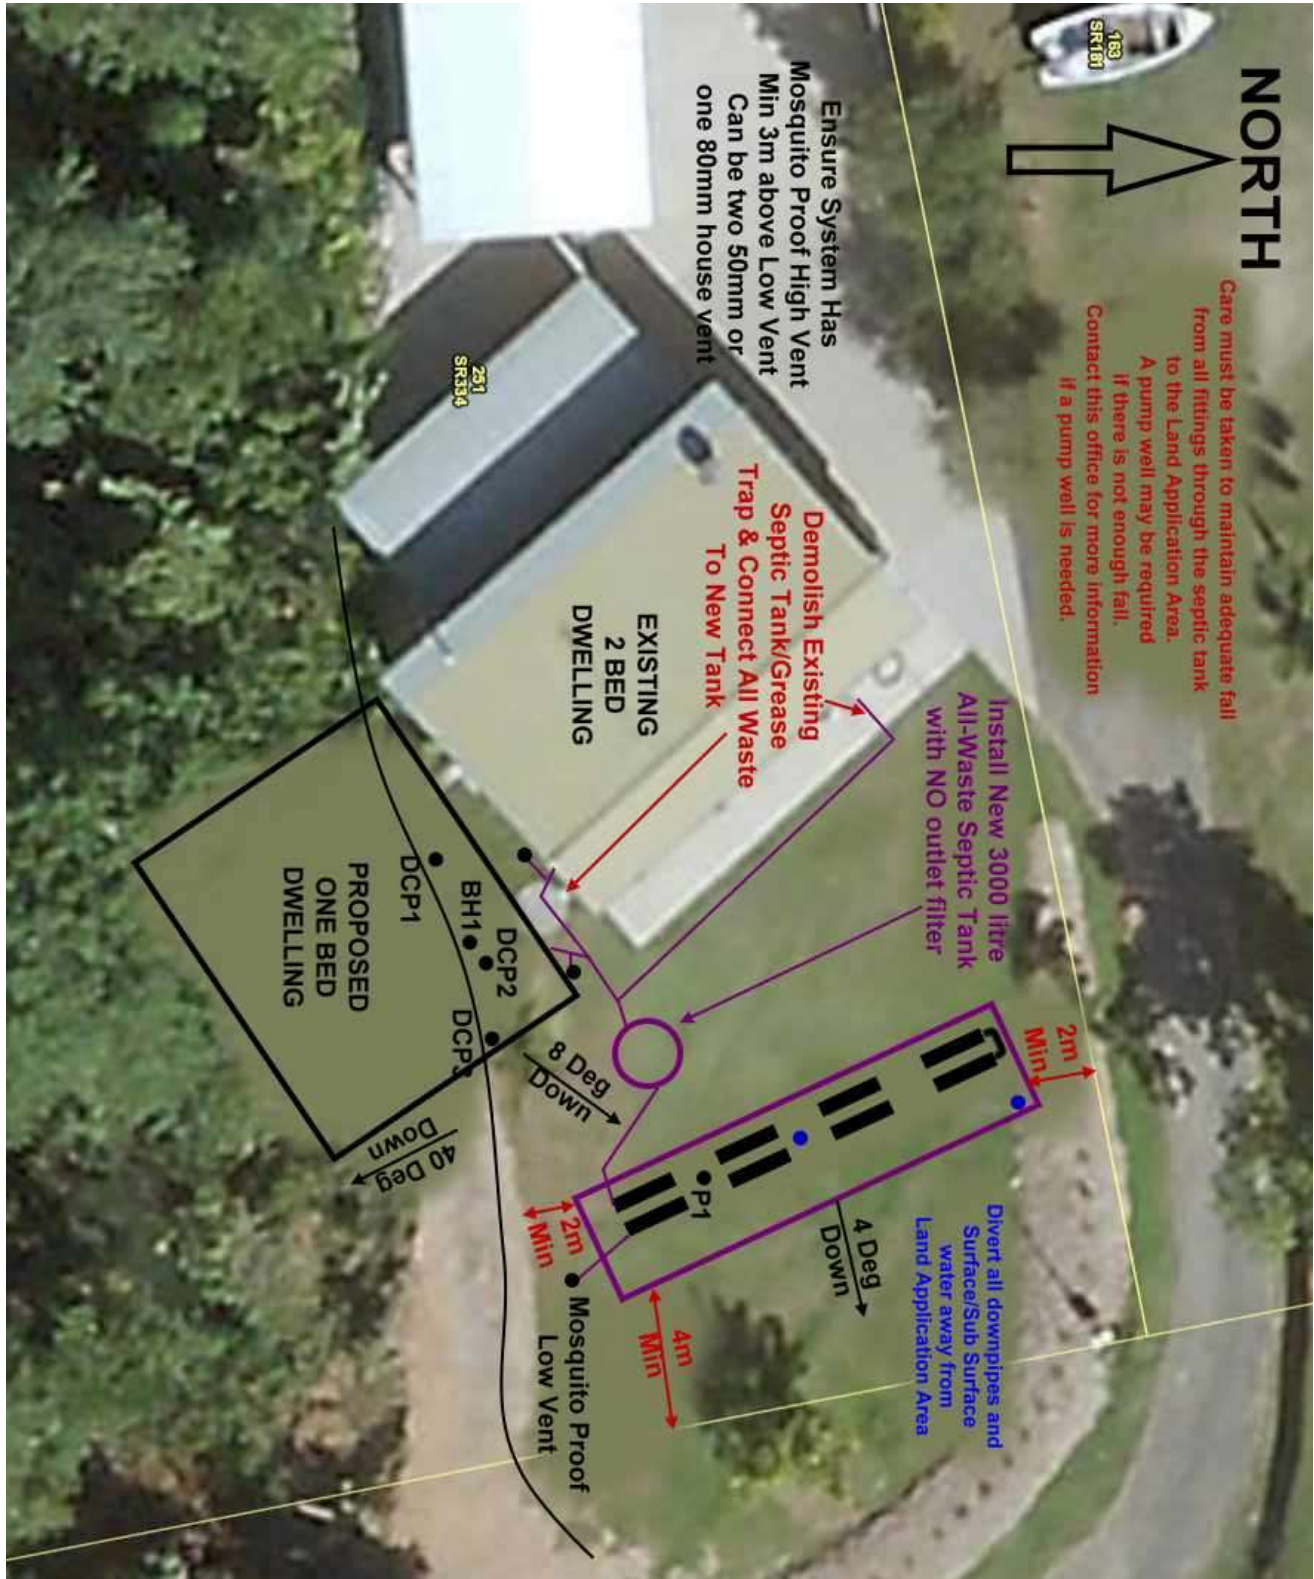 NORTH
163
SR181
Care must be taken to maintain adequate fall
from all fittings through the septic tank
to the Land Application Area.
A pump well may be required
if there is not enough fall.
Contact this office for more information
if a pump well is needed.
Ensure System Has
Mosquito Proof High Vent
Min 3m above Low Vent
Can be two 50mm or
one 80mm house vent
251
SR334
Demolish Existing
Septic Tank/Grease
Trap & Connect All Waste
To New Tank
EXISTING
2 BED
DWELLING
Install New 3000 litre
All-Waste Septic Tank
with NO outlet filter
PROPOSED
ONE BED
DWELLING
DCP1
BH1
DCP2
DCP3
8 Deg
Down
40 Deg
Down
2m
Min
P1
4 Deg
Down
2m
Min
4m
Min
Mosquito Proof
Low Vent
Divert all downpipes and
Surface/Sub Surface
water away from
Land Application Area